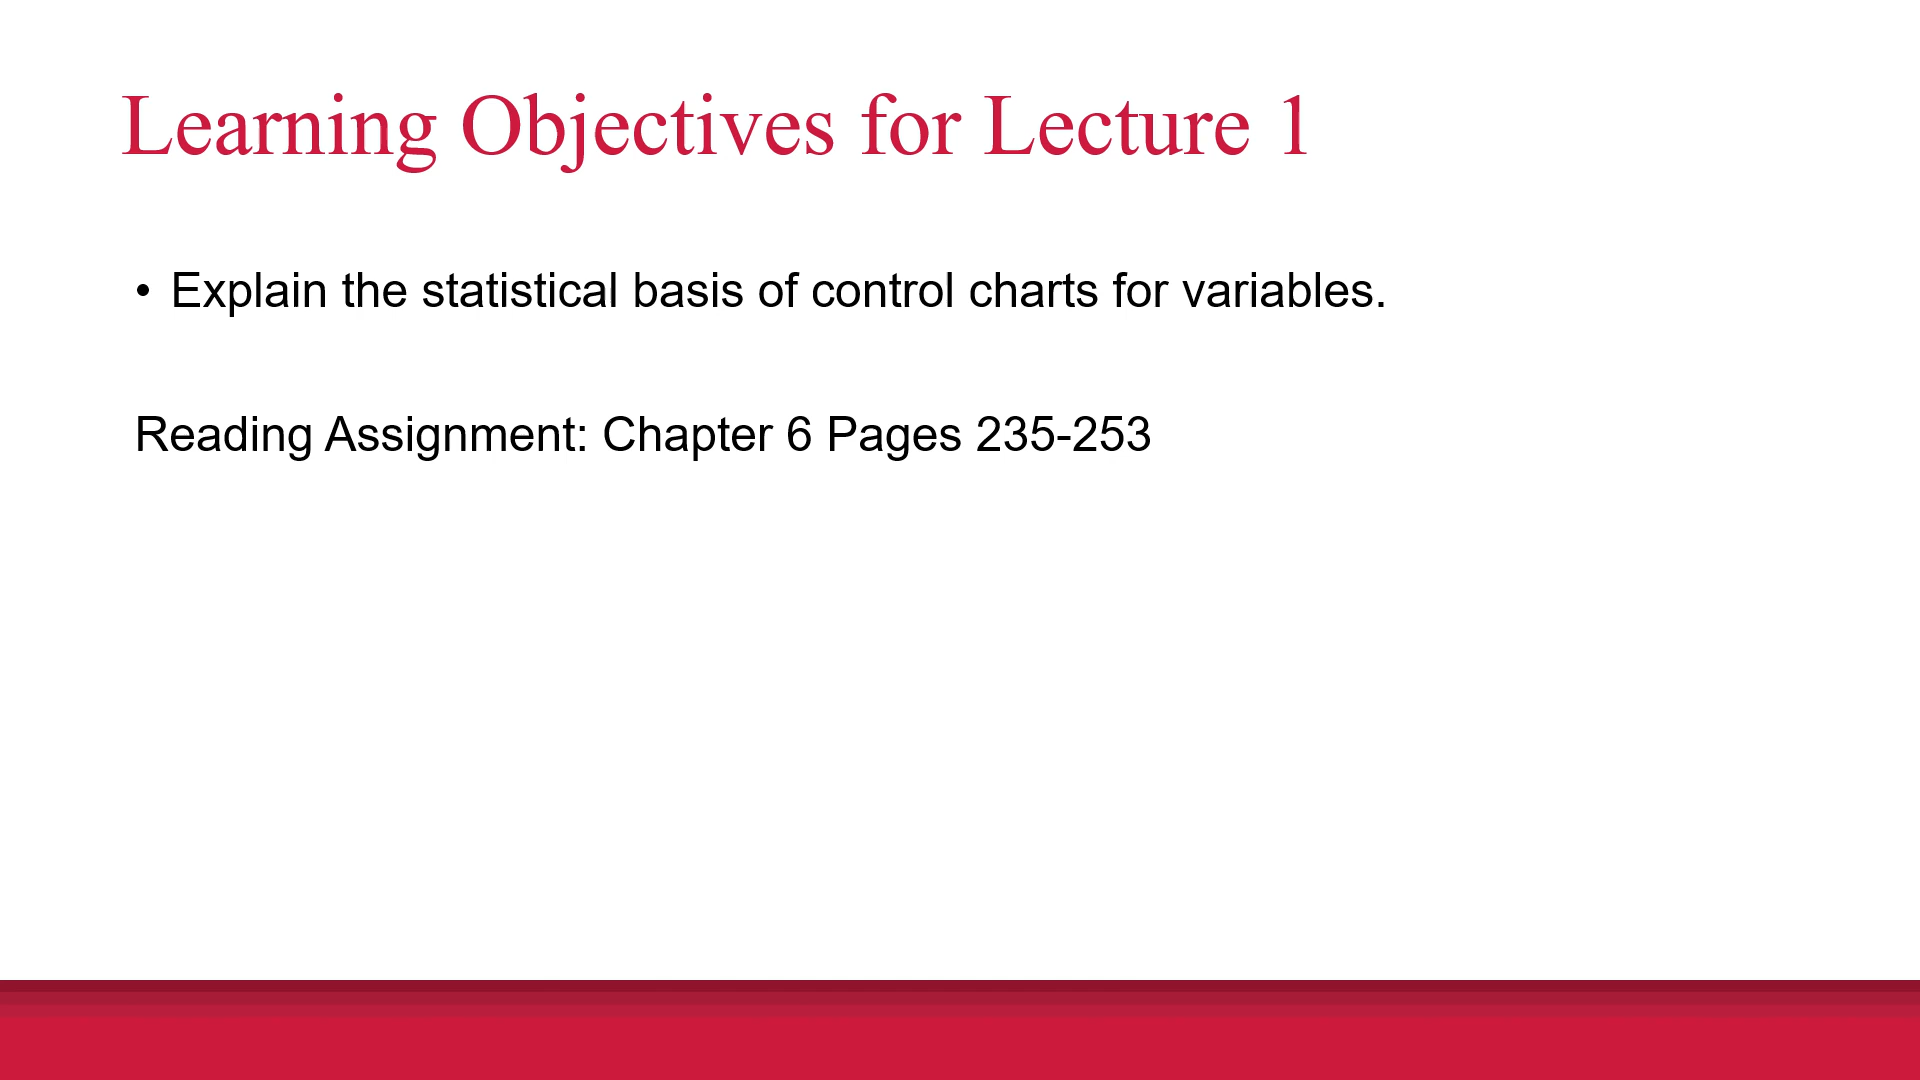 Learning Objectives for Lecture 1
• Explain the statistical basis of control charts for variables.
Reading Assignment: Chapter 6 Pages 235-253